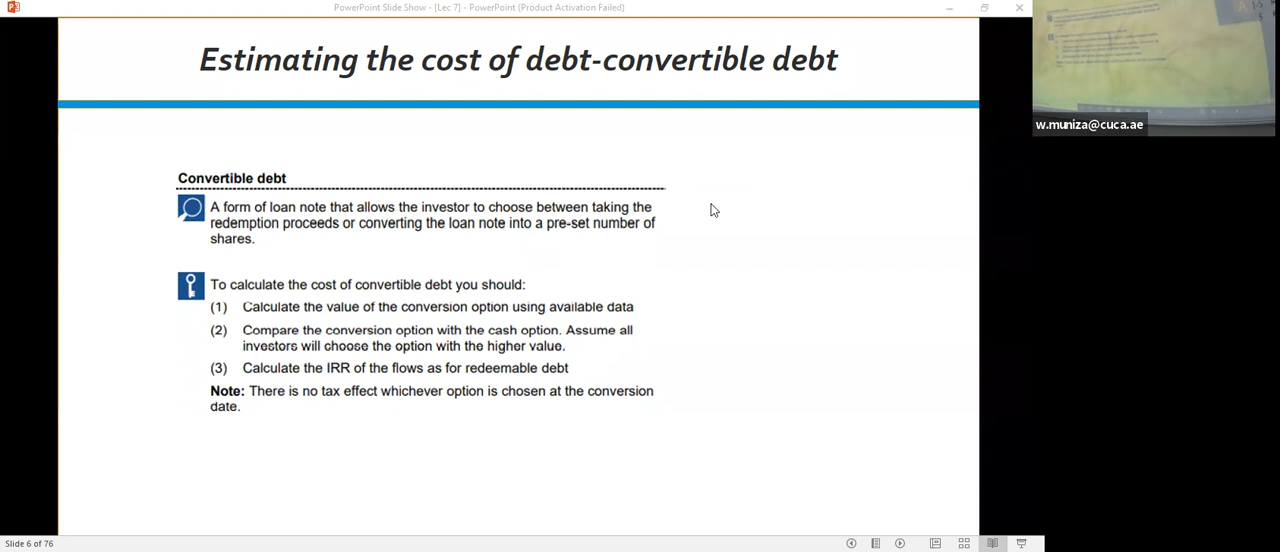 PowerPoint Slide Show - [Lec 7] - PowerPoint (Product Activation Failed)
Estimating the cost of debt-convertible debt
w.muniza@cuca.ae
Convertible debt
A form of loan note that allows the investor to choose between taking the
redemption proceeds or converting the loan note into a pre-set number of
shares.
To calculate the cost of convertible debt you should:
(1) Calculate the value of the conversion option using available data
(2) Compare the conversion option with the cash option. Assume all
investors will choose the option with the higher value.
(3) Calculate the IRR of the flows as for redeemable debt
Note: There is no tax effect whichever option is chosen at the conversion
date.
Slide 6 of 76